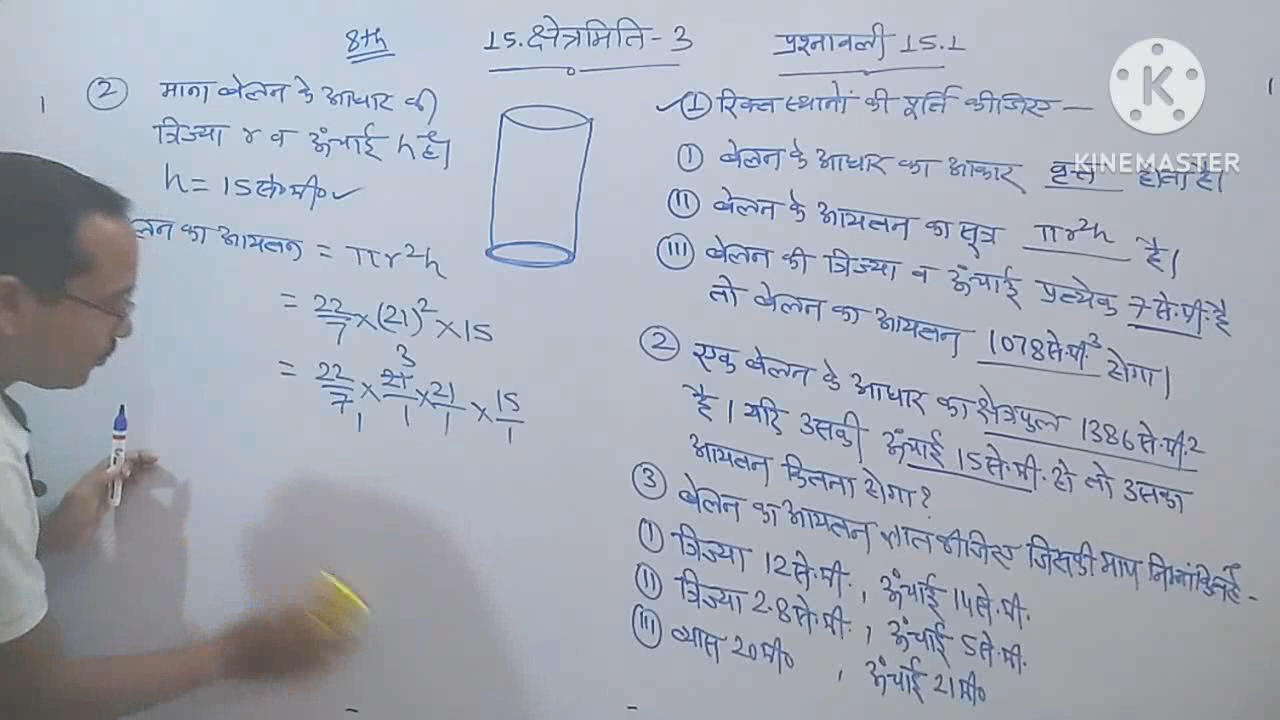 8th 15. क्षेत्रमिति - 3 प्रश्नावली 15.1
② माना बेलन के आधार की
त्रिज्या r व ऊंचाई h है।
h = 15 से०मी०
लन का आयतन = πr²h
= 22/7 × (21)² × 15
3
= 22/7 × 21/1 × 21/1 × 15/1
1
① रिक्त स्थानों की पूर्ति कीजिए —
Ⓘ बेलन के आधार का आकार वृत्त होता है।
Ⅱ बेलन के आयतन का सूत्र πr²h है।
Ⅲ बेलन की त्रिज्या व ऊंचाई प्रत्येक 7 से.मी. है
तो बेलन का आयतन 1078 से.मी.³ होगा।
② एक बेलन के आधार का क्षेत्रफल 1386 से.मी.²
है। यदि उसकी ऊंचाई 15 से.मी. हो तो उसका
आयतन कितना होगा?
③ बेलन का आयतन ज्ञात कीजिए जिसकी माप निम्नांकित है -
Ⓘ त्रिज्या 12 से.मी., ऊंचाई 14 से.मी.
Ⅱ त्रिज्या 2.8 से.मी., ऊंचाई 5 से.मी.
Ⅲ व्यास 20 मी०, ऊंचाई 21 मी०
K
KINEMASTER